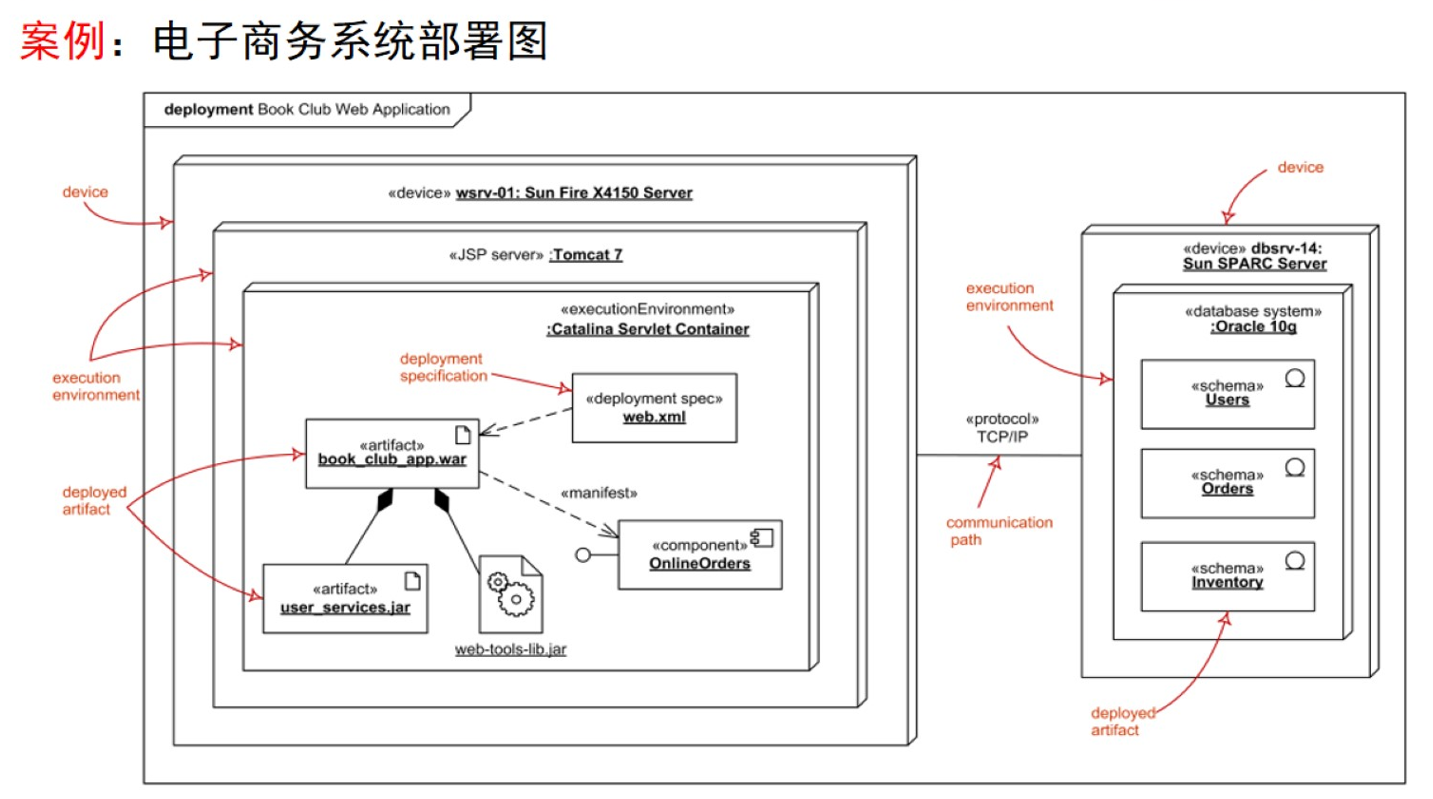 案例：电子商务系统部署图
deployment Book Club Web Application
device
«device» wsrv-01: Sun Fire X4150 Server
«JSP server» :Tomcat 7
«executionEnvironment»
:Catalina Servlet Container
execution
environment
deployment
specification
«deployment spec»
web.xml
«artifact»
book_club_app.war
deployed
artifact
«manifest»
«component»
OnlineOrders
«artifact»
user_services.jar
web-tools-lib.jar
«protocol»
TCP/IP
communication
path
device
«device» dbsrv-14:
Sun SPARC Server
execution
environment
«database system»
:Oracle 10g
«schema»
Users
«schema»
Orders
«schema»
Inventory
deployed
artifact